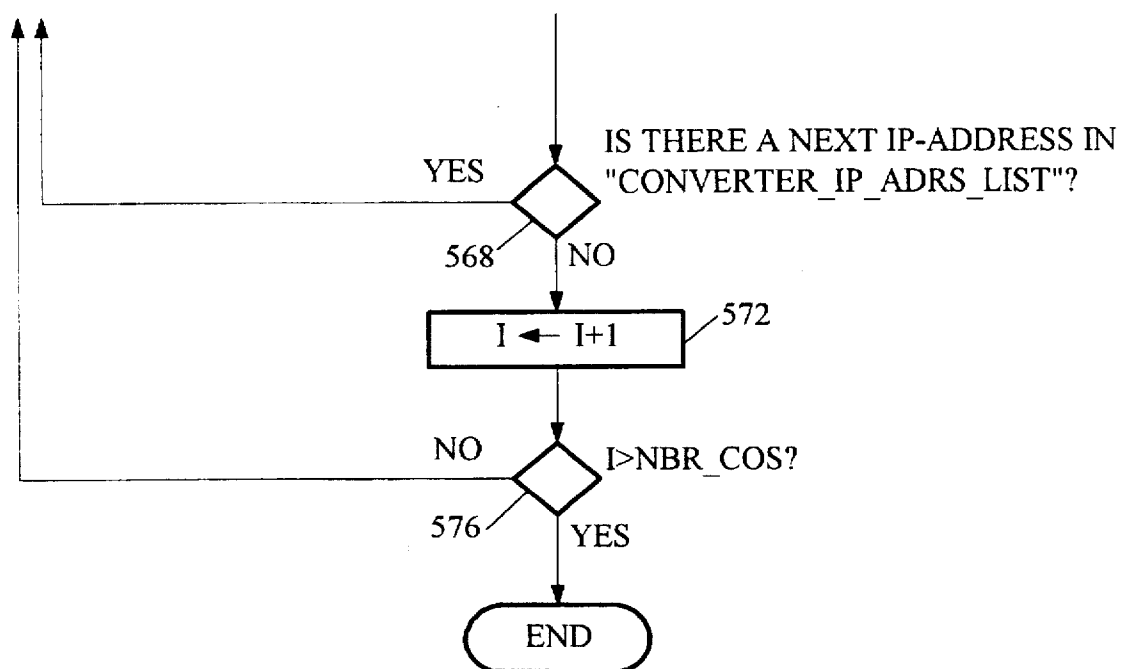 IS THERE A NEXT IP-ADDRESS IN
"CONVERTER_IP_ADRS_LIST"?
YES
568
NO
572
I ← I+1
NO
I>NBR_COS?
576
YES
END